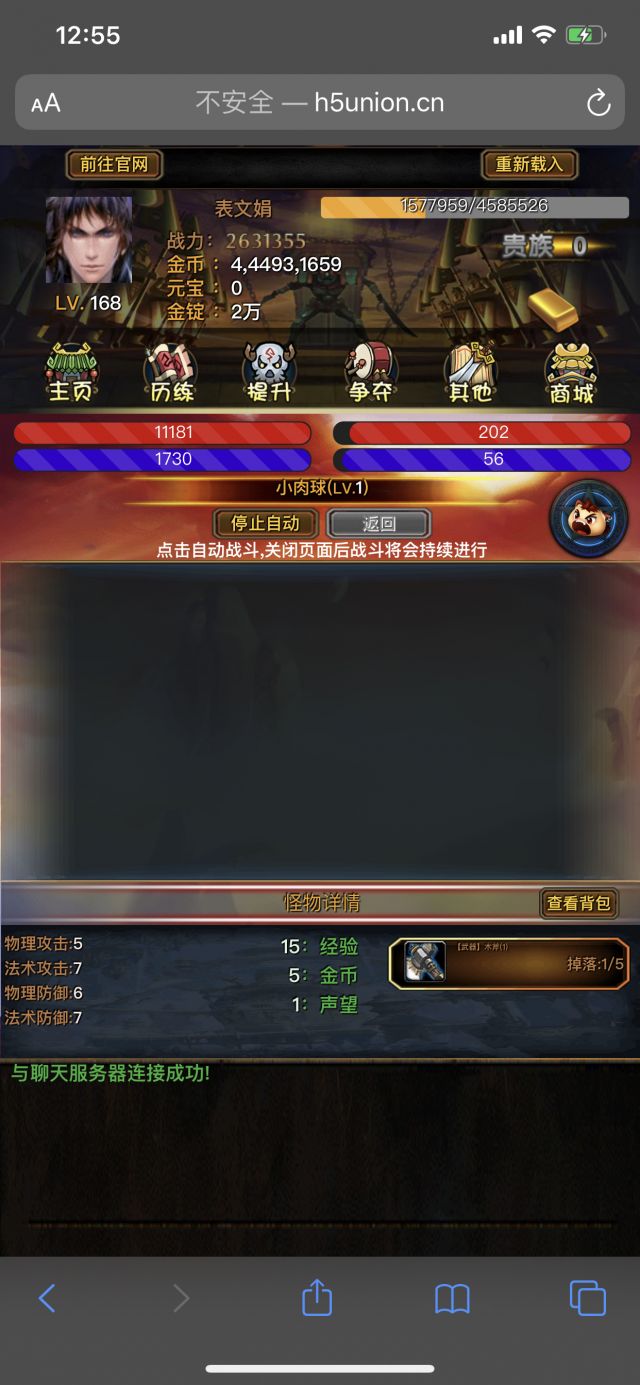 12:55
AA 不安全 — h5union.cn
前往官网
重新载入
表文娟
1577959/4585526
战力：2631355
贵族 0
金币：4,4493,1659
元宝：0
LV. 168
金锭：2万
主页 历练 提升 争夺 其他 商城
11181 202
1730 56
小肉球(LV.1)
停止自动 返回
点击自动战斗,关闭页面后战斗将会持续进行
怪物详情
查看背包
物理攻击:5
法术攻击:7
物理防御:6
法术防御:7
15：经验
5：金币
1：声望
【武器】木斧(1)
掉落:1/5
与聊天服务器连接成功!